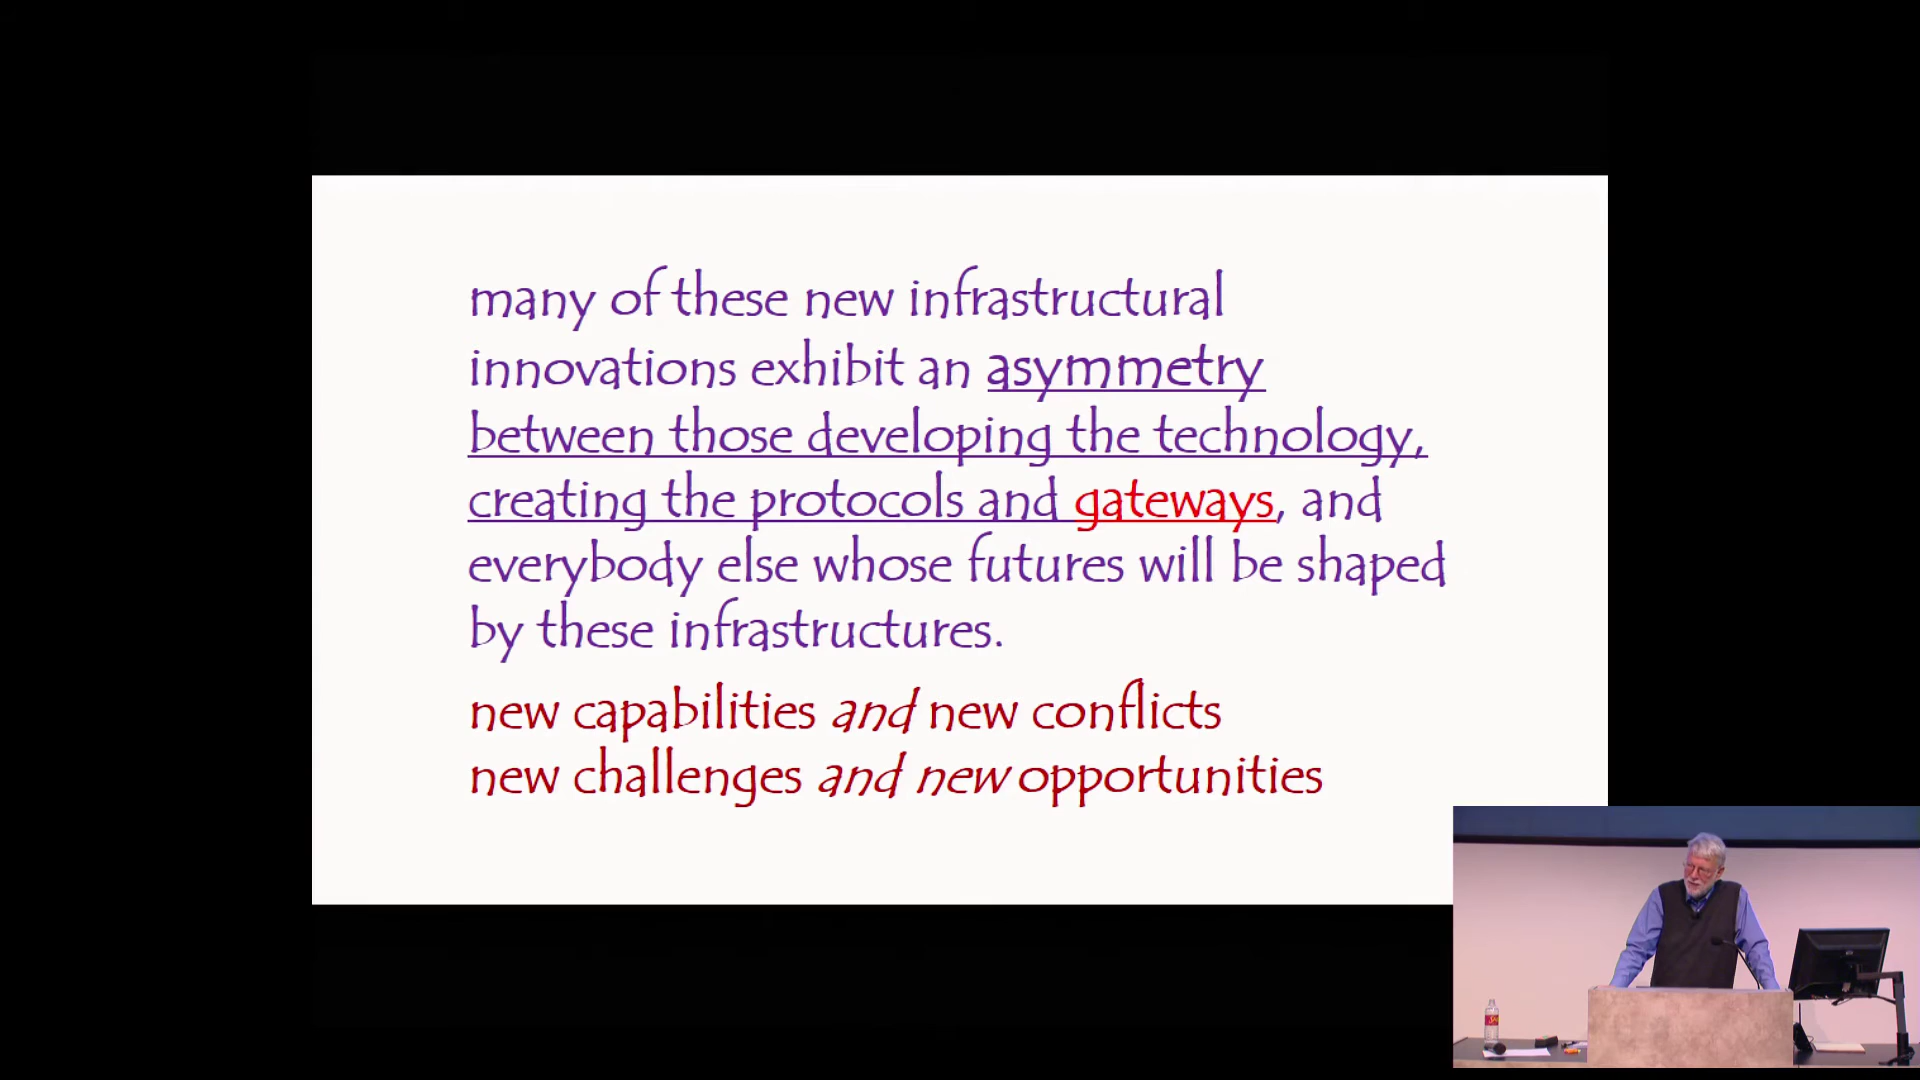 many of these new infrastructural
innovations exhibit an asymmetry
between those developing the technology,
creating the protocols and gateways, and
everybody else whose futures will be shaped
by these infrastructures.
new capabilities and new conflicts
new challenges and new opportunities